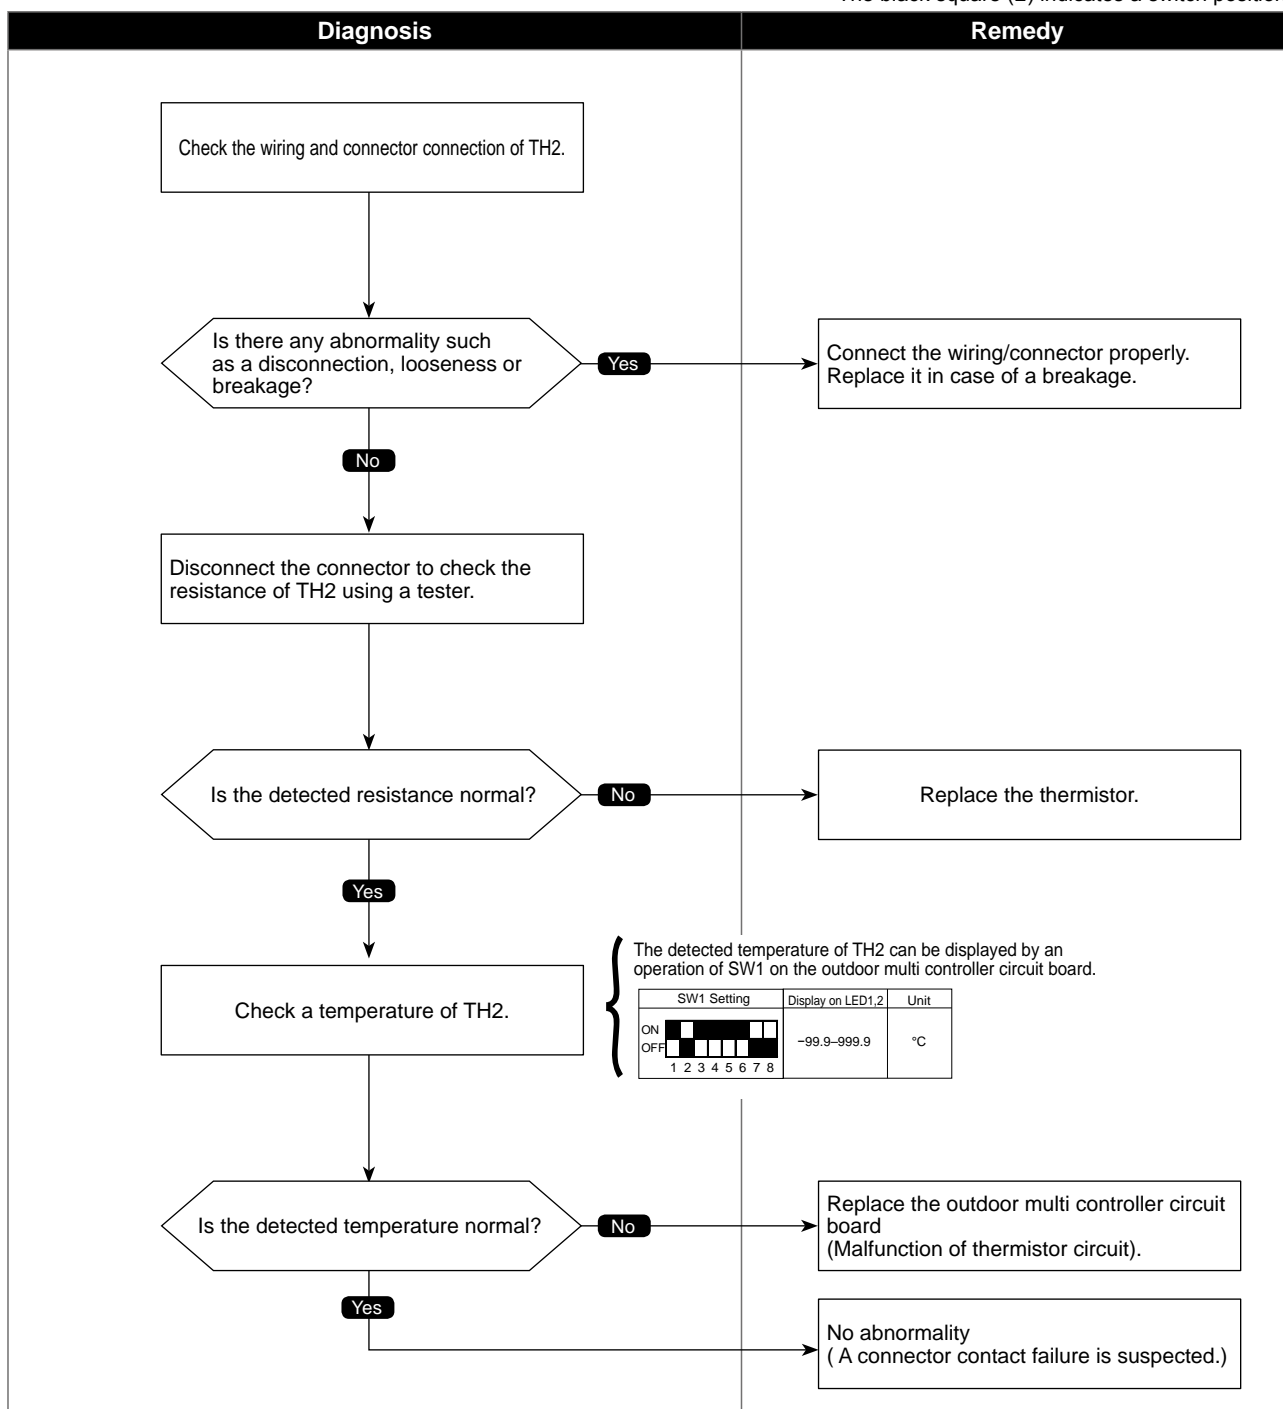 Diagnosis
Remedy
Check the wiring and connector connection of TH2.
Is there any abnormality such
as a disconnection, looseness or
breakage?
Yes
Connect the wiring/connector properly.
Replace it in case of a breakage.
No
Disconnect the connector to check the
resistance of TH2 using a tester.
Is the detected resistance normal?
No
Replace the thermistor.
Yes
Check a temperature of TH2.
The detected temperature of TH2 can be displayed by an
operation of SW1 on the outdoor multi controller circuit board.
SW1 Setting
Display on LED1,2
Unit
ON
OFF
1 2 3 4 5 6 7 8
−99.9–999.9
°C
Is the detected temperature normal?
No
Replace the outdoor multi controller circuit
board
(Malfunction of thermistor circuit).
Yes
No abnormality
( A connector contact failure is suspected.)